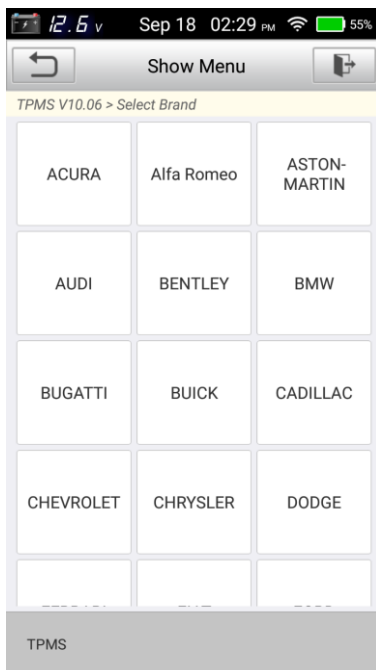 12.6 v Sep 18 02:29 PM 55%
Show Menu
TPMS V10.06 > Select Brand
ACURA Alfa Romeo ASTON-
MARTIN
AUDI BENTLEY BMW
BUGATTI BUICK CADILLAC
CHEVROLET CHRYSLER DODGE
TPMS